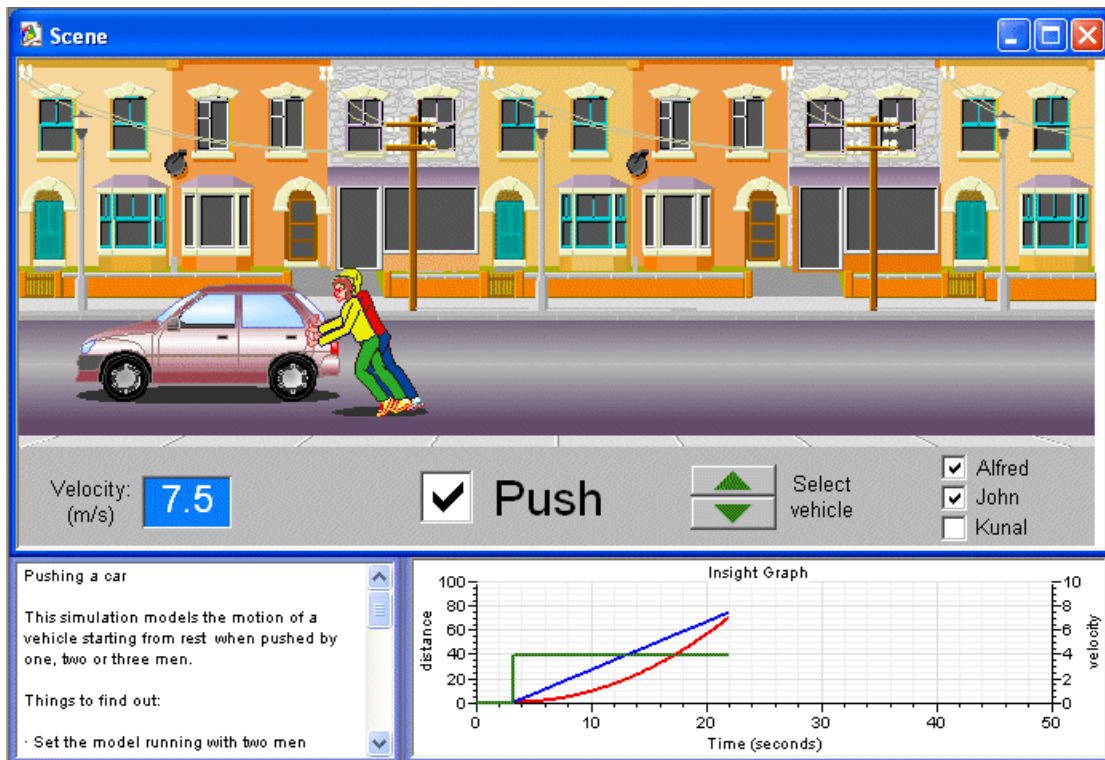 Scene
Velocity:
(m/s)
7.5
Push
Select
vehicle
Alfred
John
Kunal
Pushing a car
This simulation models the motion of a
vehicle starting from rest when pushed by
one, two or three men.
Things to find out:
· Set the model running with two men
Insight Graph
distance
100
80
60
40
20
0
10
8
6
4
2
0
velocity
0 10 20 30 40 50
Time (seconds)